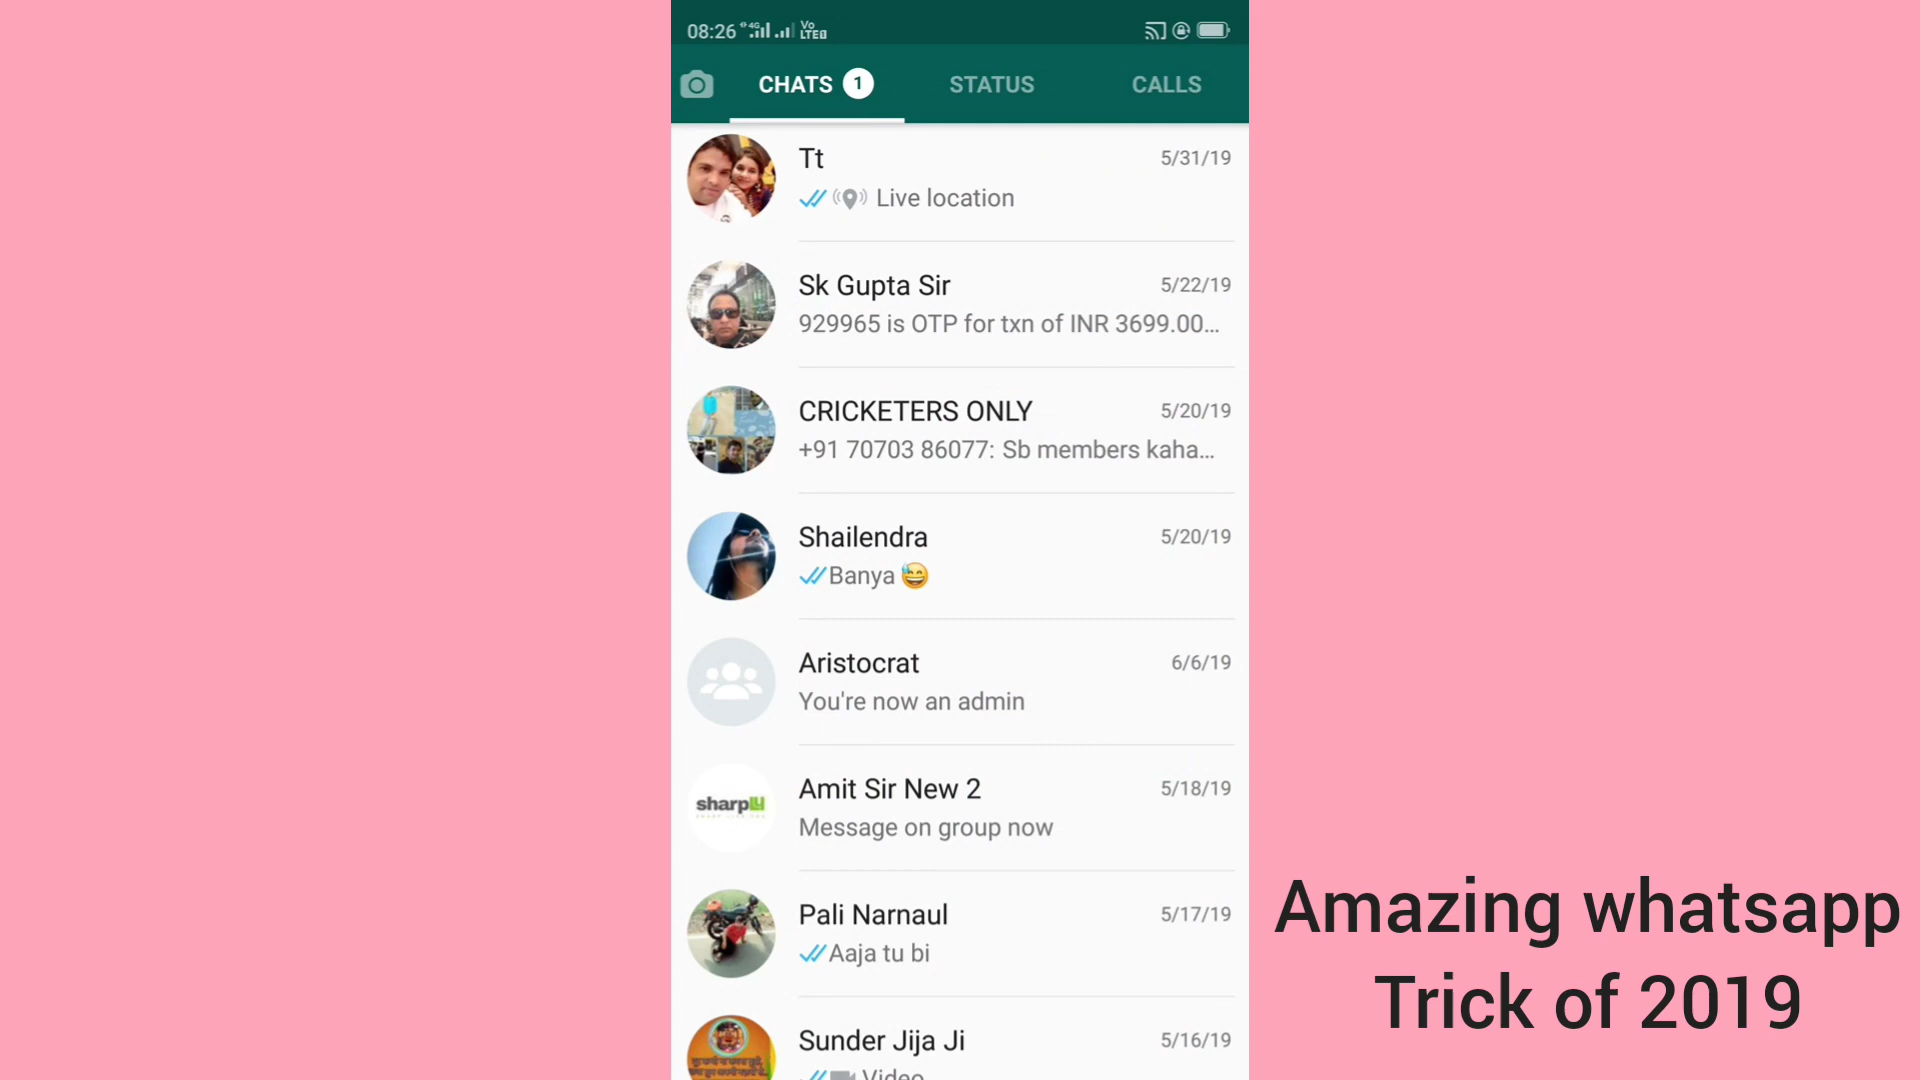 08:26 4G Vo LTE
CHATS 1 STATUS CALLS
Tt 5/31/19
Live location
Sk Gupta Sir 5/22/19
929965 is OTP for txn of INR 3699.00...
CRICKETERS ONLY 5/20/19
+91 70703 86077: Sb members kaha...
Shailendra 5/20/19
Banya 😅
Aristocrat 6/6/19
You're now an admin
sharp
Amit Sir New 2 5/18/19
Message on group now
Pali Narnaul 5/17/19
Aaja tu bi
Sunder Jija Ji 5/16/19
Video
Amazing whatsapp
Trick of 2019